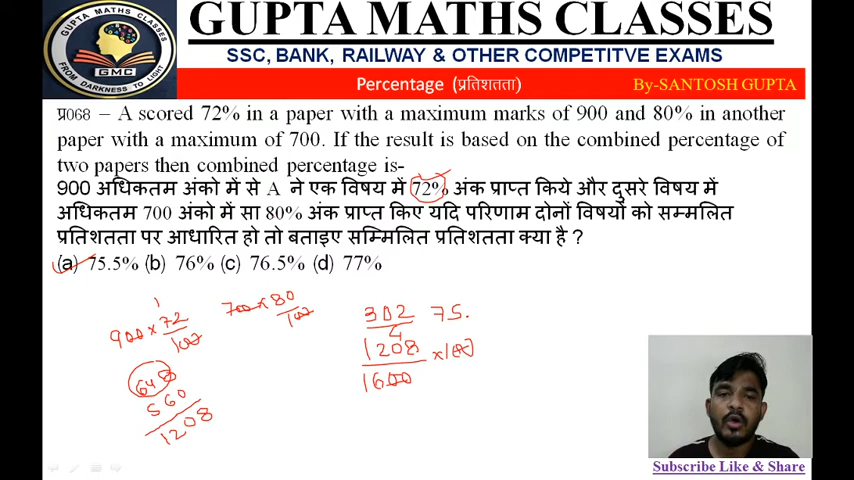 GUPTA MATHS CLASSES
GUPTA MATHS CLASSES
GMC
FROM DARKNESS TO LIGHT
SSC, BANK, RAILWAY & OTHER COMPETITVE EXAMS
Percentage (प्रतिशतता) By-SANTOSH GUPTA
प्र068 – A scored 72% in a paper with a maximum marks of 900 and 80% in another
paper with a maximum of 700. If the result is based on the combined percentage of
two papers then combined percentage is-
900 अधिकतम अंको में से A ने एक विषय में 72% अंक प्राप्त किये और दुसरे विषय में
अधिकतम 700 अंको में सा 80% अंक प्राप्त किए यदि परिणाम दोनों विषयों को सम्मलित
प्रतिशतता पर आधारित हो तो बताइए सम्मिलित प्रतिशतता क्या है ?
(a) 75.5% (b) 76% (c) 76.5% (d) 77%
900 × 72/100 700 × 80/100
648
560
1208
302 75.
4
1208 ×100
1600
Subscribe Like & Share